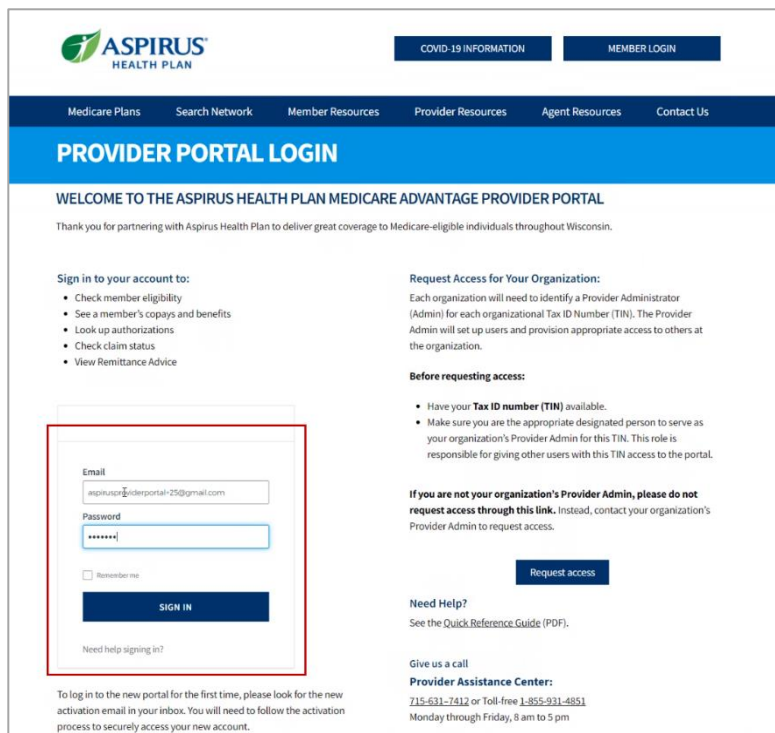 ASPIRUS
HEALTH PLAN
COVID-19 INFORMATION
MEMBER LOGIN
Medicare Plans
Search Network
Member Resources
Provider Resources
Agent Resources
Contact Us
PROVIDER PORTAL LOGIN
WELCOME TO THE ASPIRUS HEALTH PLAN MEDICARE ADVANTAGE PROVIDER PORTAL
Thank you for partnering with Aspirus Health Plan to deliver great coverage to Medicare-eligible individuals throughout Wisconsin.
Sign in to your account to:
• Check member eligibility
• See a member's copays and benefits
• Look up authorizations
• Check claim status
• View Remittance Advice
Email
aspirusproviderportal-25@gmail.com
Password
•••••••
Remember me
SIGN IN
Need help signing in?
To log in to the new portal for the first time, please look for the new
activation email in your inbox. You will need to follow the activation
process to securely access your new account.
Request Access for Your Organization:
Each organization will need to identify a Provider Administrator
(Admin) for each organizational Tax ID Number (TIN). The Provider
Admin will set up users and provision appropriate access to others at
the organization.
Before requesting access:
• Have your Tax ID number (TIN) available.
• Make sure you are the appropriate designated person to serve as
your organization's Provider Admin for this TIN. This role is
responsible for giving other users with this TIN access to the portal.
If you are not your organization's Provider Admin, please do not
request access through this link. Instead, contact your organization's
Provider Admin to request access.
Request access
Need Help?
See the Quick Reference Guide (PDF).
Give us a call
Provider Assistance Center:
715-631-7412 or Toll-free 1-855-931-4851
Monday through Friday, 8 am to 5 pm